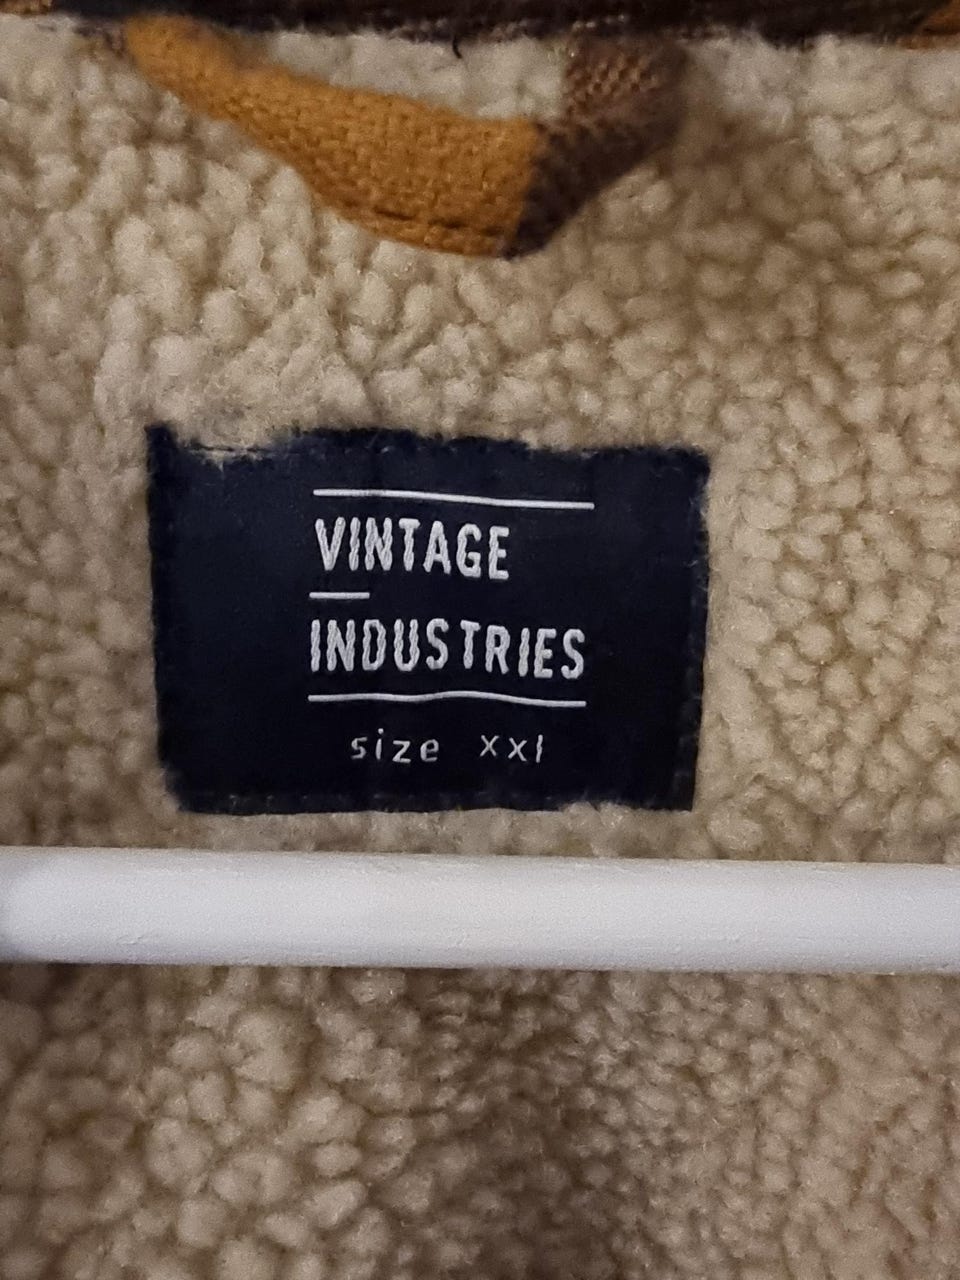 VINTAGE
INDUSTRIES
size xxl